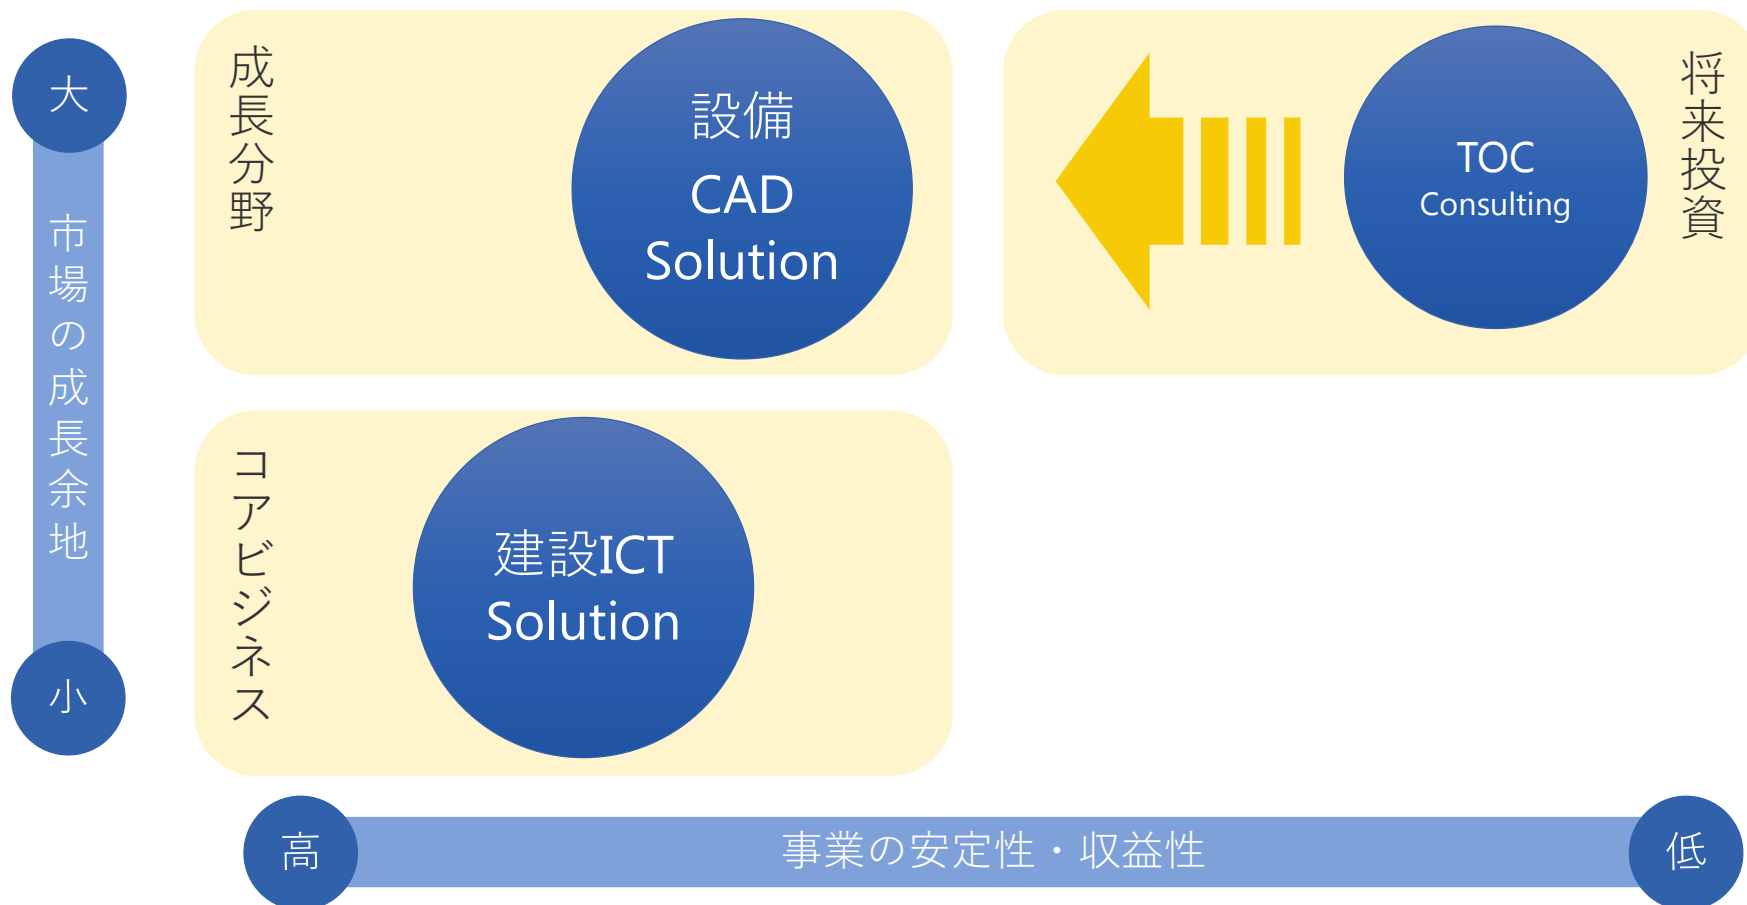 大
市場の成長余地
小
成長分野
設備
CAD
Solution
TOC
Consulting
将来投資
コアビジネス
建設ICT
Solution
高
事業の安定性・収益性
低